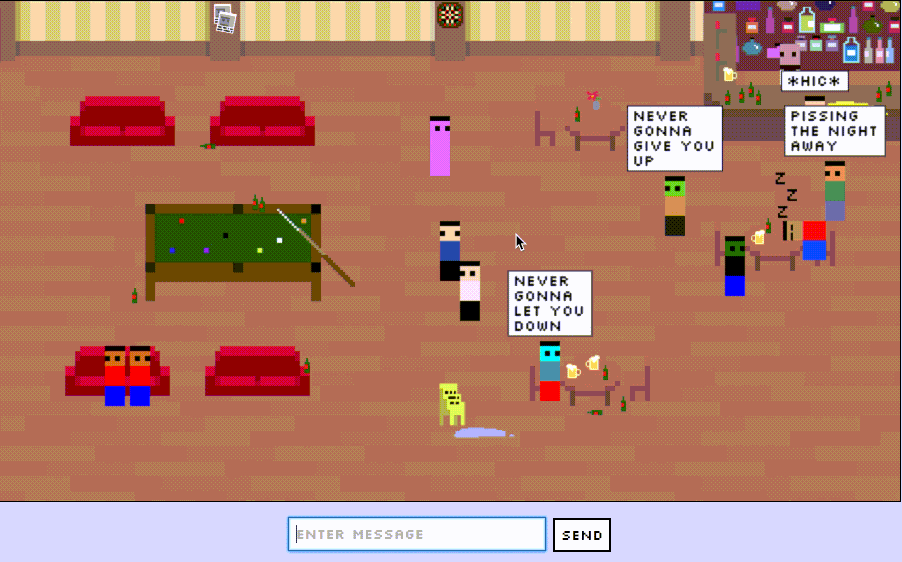 *HIC*
NEVER
GONNA
GIVE YOU
UP
PISSING
THE NIGHT
AWAY
Z
Z
Z
NEVER
GONNA
LET YOU
DOWN
ENTER MESSAGE
SEND